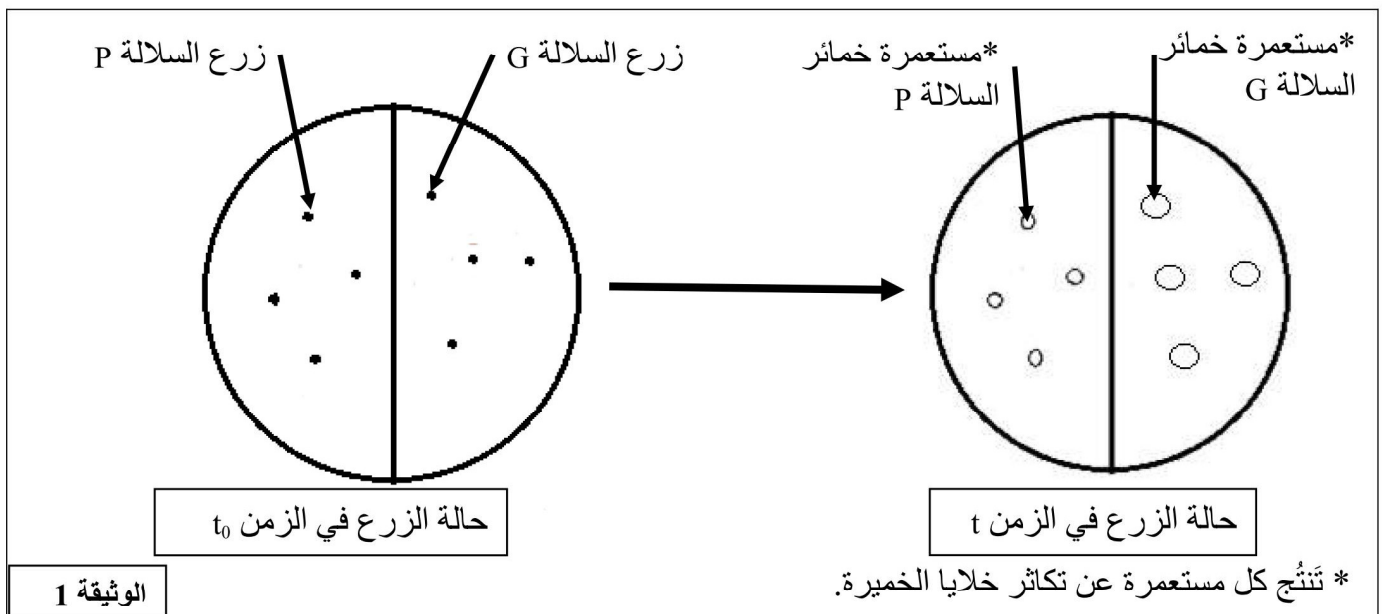 زرع السلالة P
زرع السلالة G
*مستعمرة خمائر
السلالة P
*مستعمرة خمائر
السلالة G
حالة الزرع في الزمن t₀
حالة الزرع في الزمن t
* تَنتُج كل مستعمرة عن تكاثر خلايا الخميرة.
الوثيقة 1